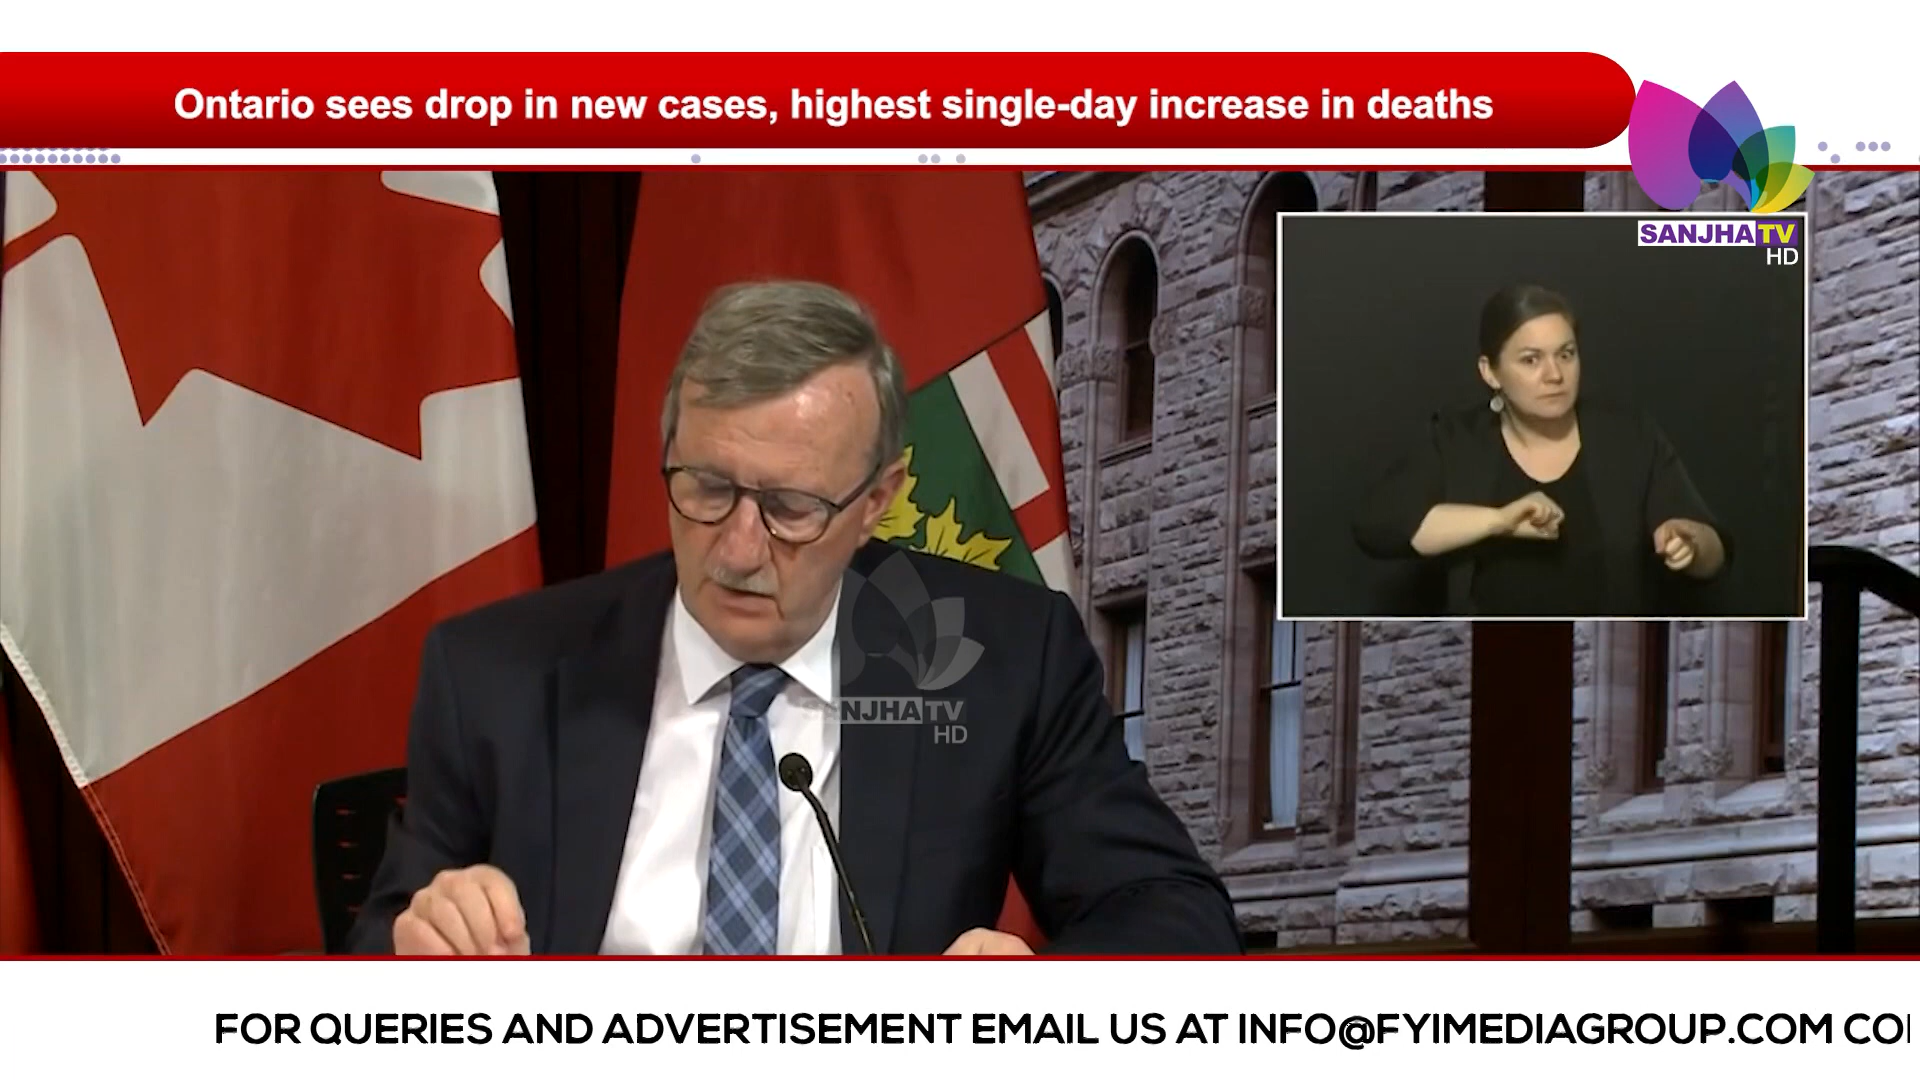 Ontario sees drop in new cases, highest single-day increase in deaths
SANJHA TV
HD
NJHA TV
HD
FOR QUERIES AND ADVERTISEMENT EMAIL US AT INFO@FYIMEDIAGROUP.COM